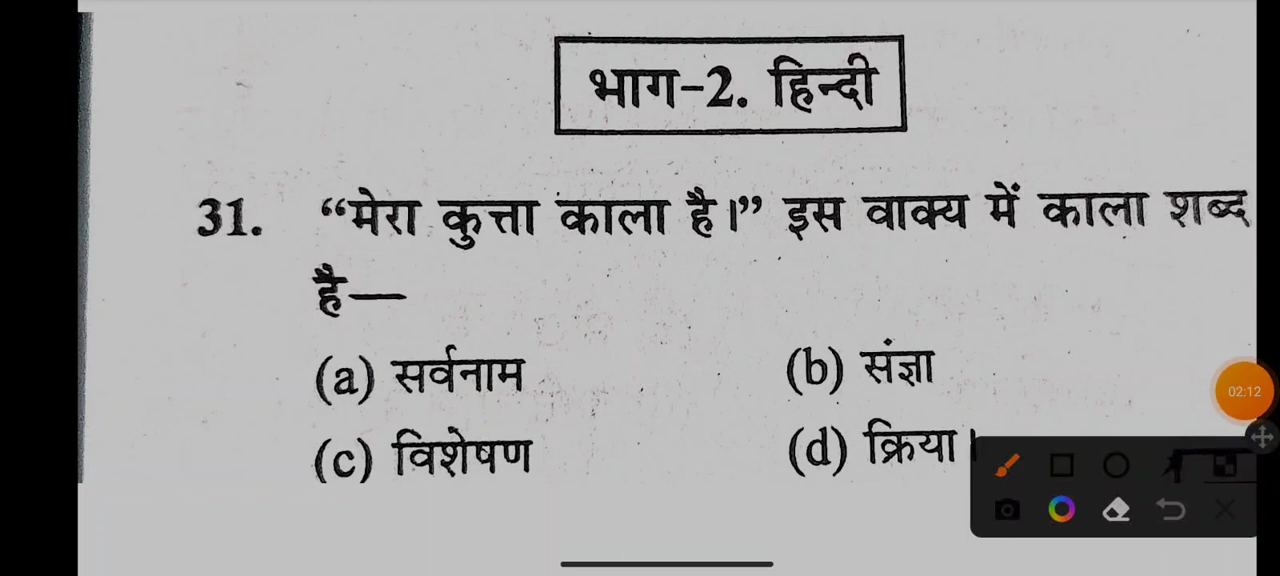 भाग-2. हिन्दी
31. “मेरा कुत्ता काला है।” इस वाक्य में काला शब्द
है—
(a) सर्वनाम (b) संज्ञा
(c) विशेषण (d) क्रिया।
02:12